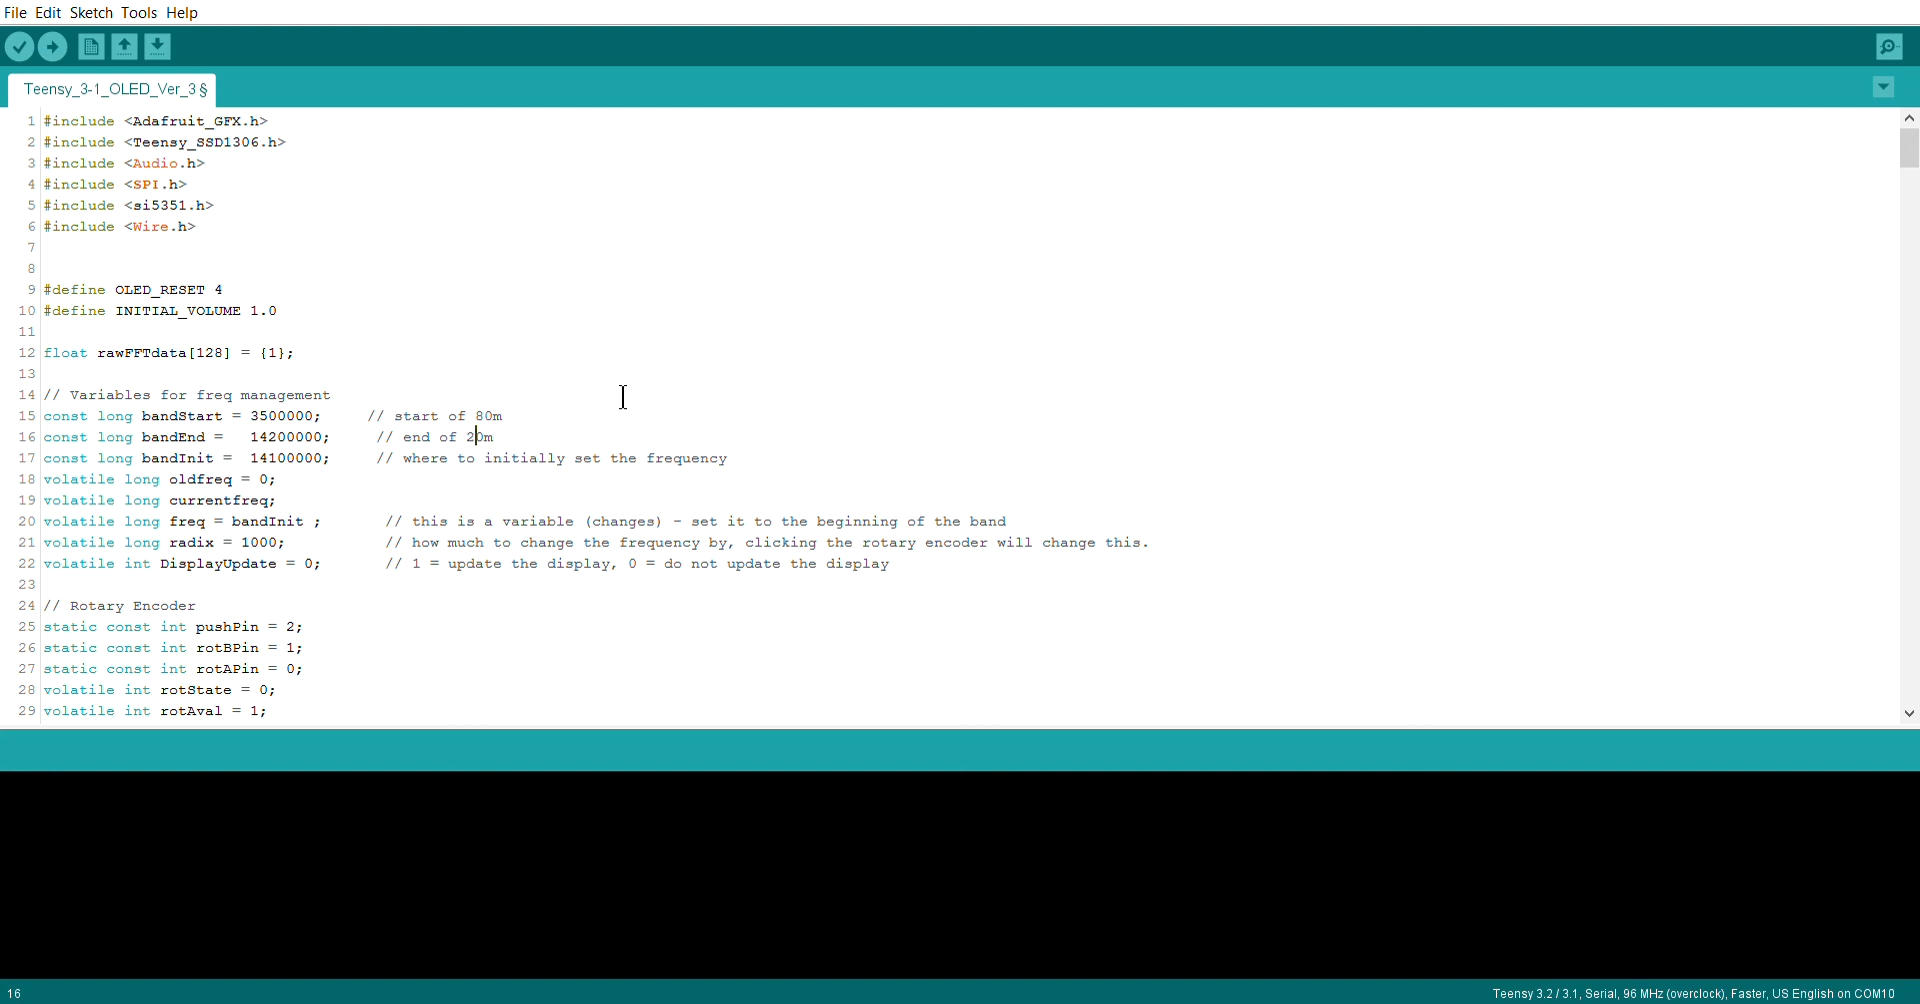 File Edit Sketch Tools Help
Teensy_3-1_OLED_Ver_3 §
1 #include <Adafruit_GFX.h>
2 #include <Teensy_SSD1306.h>
3 #include <Audio.h>
4 #include <SPI.h>
5 #include <si5351.h>
6 #include <Wire.h>
7
8
9 #define OLED_RESET 4
10 #define INITIAL_VOLUME 1.0
11
12 float rawFFTdata[128] = {1};
13
14 // Variables for freq management
15 const long bandStart = 3500000;     // start of 80m
16 const long bandEnd =   14200000;     // end of 20m
17 const long bandInit =  14100000;     // where to initially set the frequency
18 volatile long oldfreq = 0;
19 volatile long currentfreq;
20 volatile long freq = bandInit ;       // this is a variable (changes) - set it to the beginning of the band
21 volatile long radix = 1000;           // how much to change the frequency by, clicking the rotary encoder will change this.
22 volatile int DisplayUpdate = 0;       // 1 = update the display, 0 = do not update the display
23
24 // Rotary Encoder
25 static const int pushPin = 2;
26 static const int rotBPin = 1;
27 static const int rotAPin = 0;
28 volatile int rotState = 0;
29 volatile int rotAval = 1;
16
Teensy 3.2 / 3.1, Serial, 96 MHz (overclock), Faster, US English on COM10